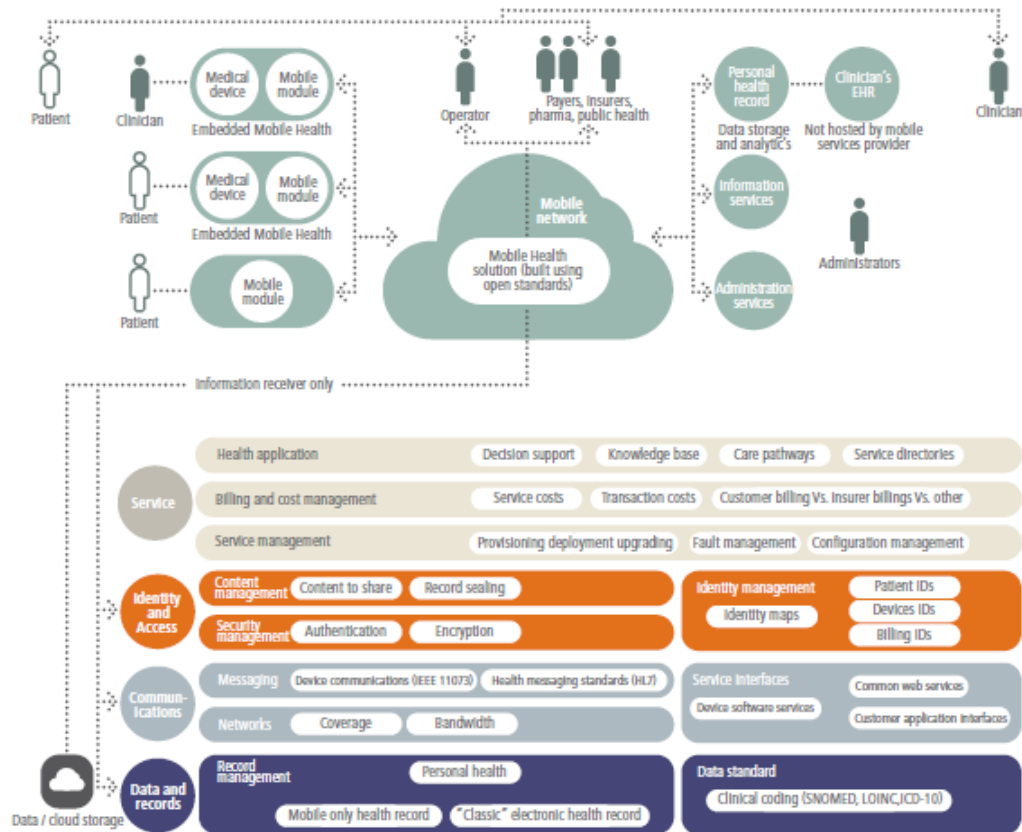 Patient
Clinician
Medical
device
Mobile
module
Embedded Mobile Health
Operator
Payers, Insurers,
pharma, public health
Personal
health
record
Data storage
and analytic's
Clinician's
EHR
Not hosted by mobile
services provider
Clinician
Patient
Medical
device
Mobile
module
Embedded Mobile Health
Mobile
network
Mobile Health
solution (built using
open standards)
Information
services
Administrators
Patient
Mobile
module
Administration
services
Information receiver only
Service
Health application
Decision support
Knowledge base
Care pathways
Service directories
Billing and cost management
Service costs
Transaction costs
Customer billing Vs. Insurer billings Vs. other
Service management
Provisioning deployment upgrading
Fault management
Configuration management
Identity
and
Access
Content
management
Content to share
Record sealing
Security
management
Authentication
Encryption
Identity management
Identity maps
Patient IDs
Devices IDs
Billing IDs
Commun-
ications
Messaging
Device communications (IEEE 11073)
Health messaging standards (HL7)
Networks
Coverage
Bandwidth
Service Interfaces
Device software services
Common web services
Customer application interfaces
Data and
records
Record
management
Personal health
Mobile only health record
"Classic" electronic health record
Data standard
Clinical coding (SNOMED, LOINC,ICD-10)
Data / cloud storage